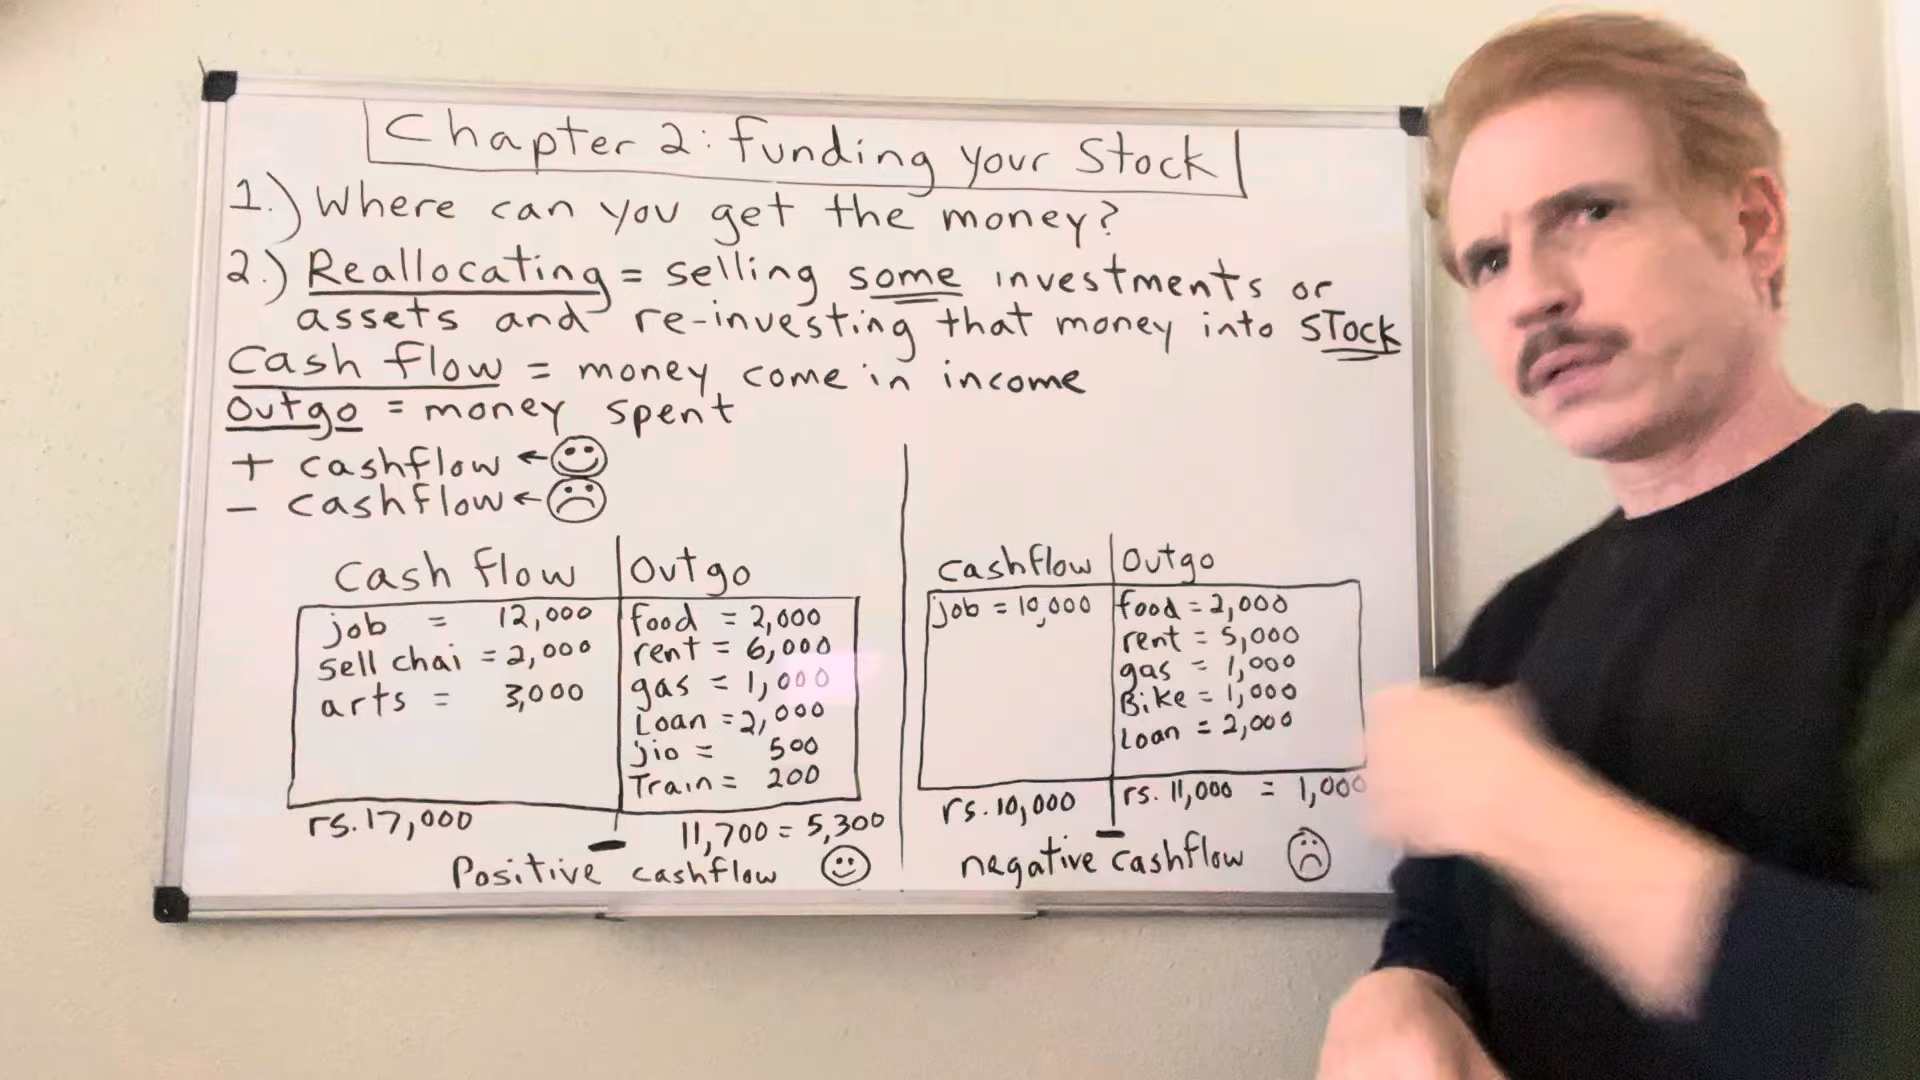 Chapter 2: Funding your Stock
1.) Where can you get the money?
2.) Reallocating = selling some investments or
assets and re-investing that money into STock
Cash flow = money come in income
Outgo = money spent
+ cashflow ←
- cashflow ←
Cash flow | Outgo
job = 12,000
sell chai = 2,000
arts = 3,000
food = 2,000
rent = 6,000
gas = 1,000
Loan = 2,000
jio = 500
Train = 200
rs. 17,000 - 11,700 = 5,300
Positive cashflow
cashflow | Outgo
job = 10,000
food = 2,000
rent = 5,000
gas = 1,000
Bike = 1,000
Loan = 2,000
rs. 10,000 - rs. 11,000 = 1,000
negative cashflow